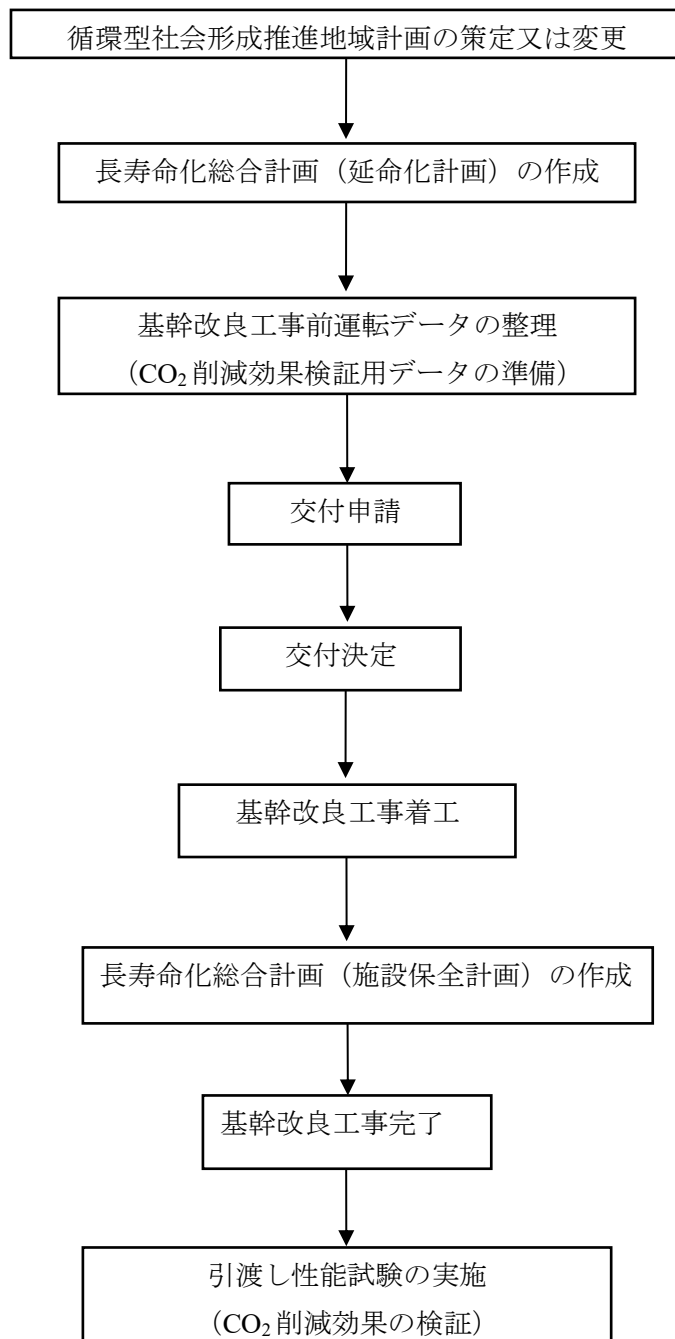 循環型社会形成推進地域計画の策定又は変更
長寿命化総合計画（延命化計画）の作成
基幹改良工事前運転データの整理
（CO₂削減効果検証用データの準備）
交付申請
交付決定
基幹改良工事着工
長寿命化総合計画（施設保全計画）の作成
基幹改良工事完了
引渡し性能試験の実施
（CO₂削減効果の検証）